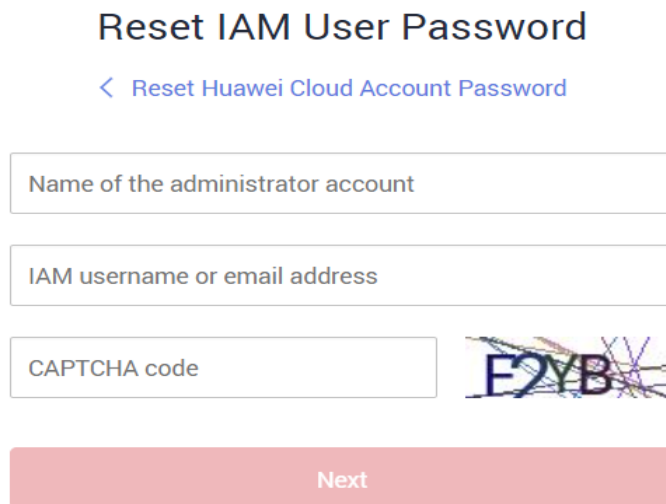 Reset IAM User Password
Reset Huawei Cloud Account Password
Name of the administrator account
IAM username or email address
CAPTCHA code
Next